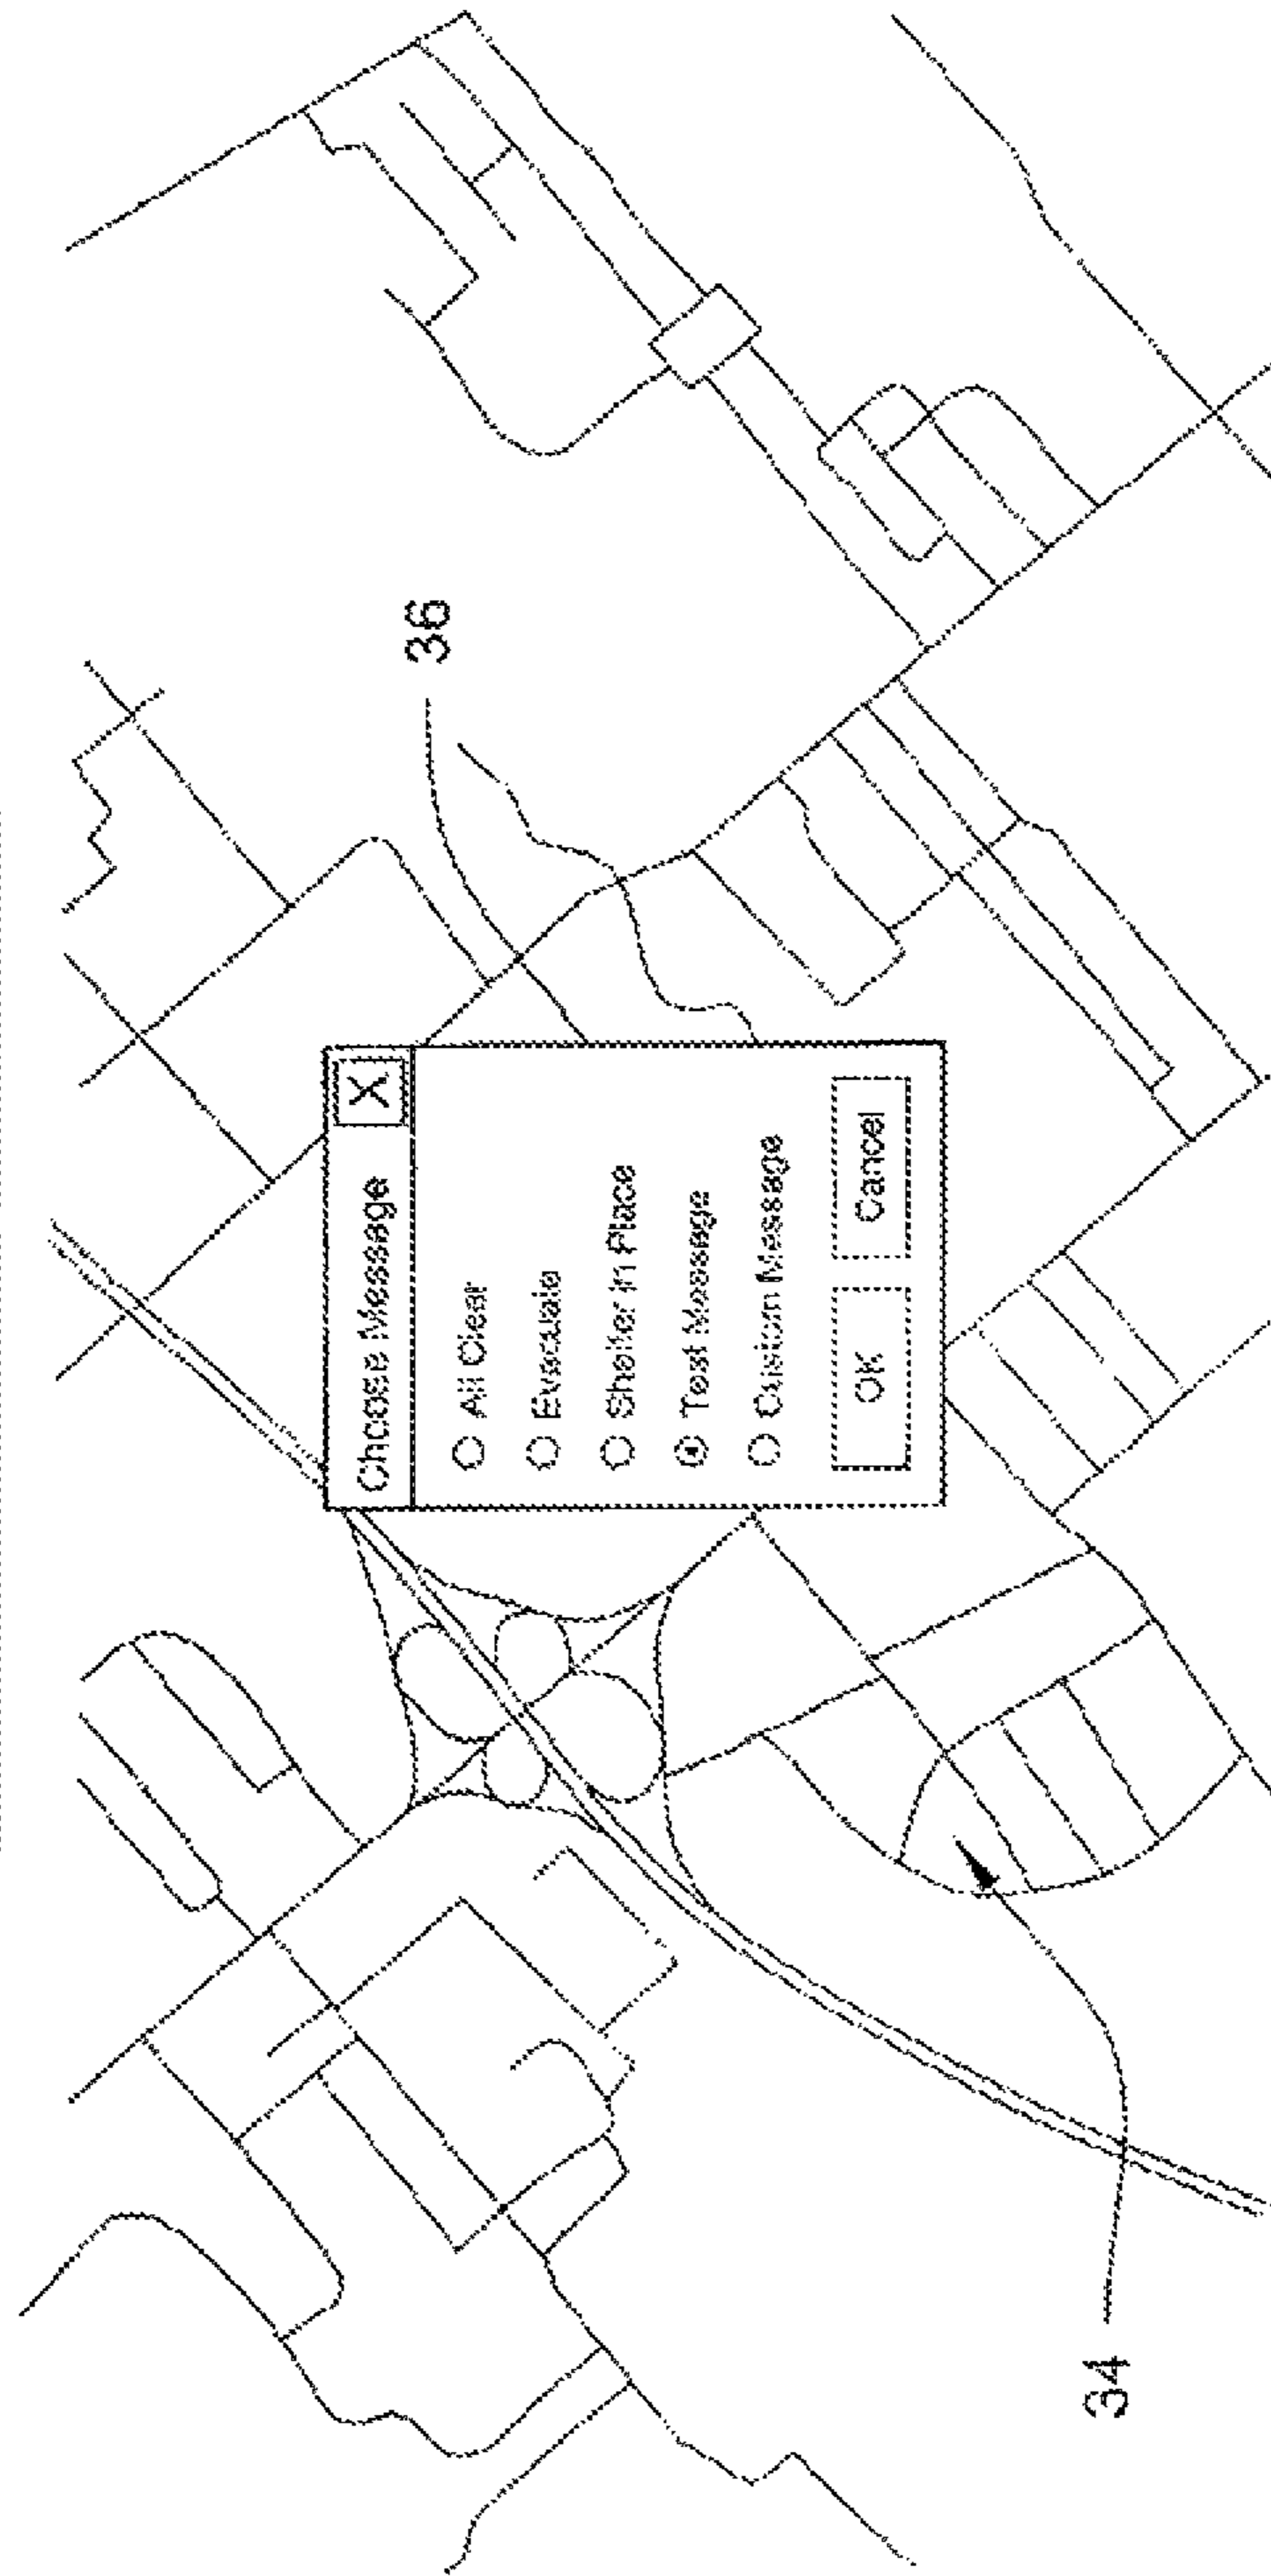 36
Choose Message X
All Clear
Evacuate
Shelter in Place
Test Message
Custom Message
OK Cancel
34